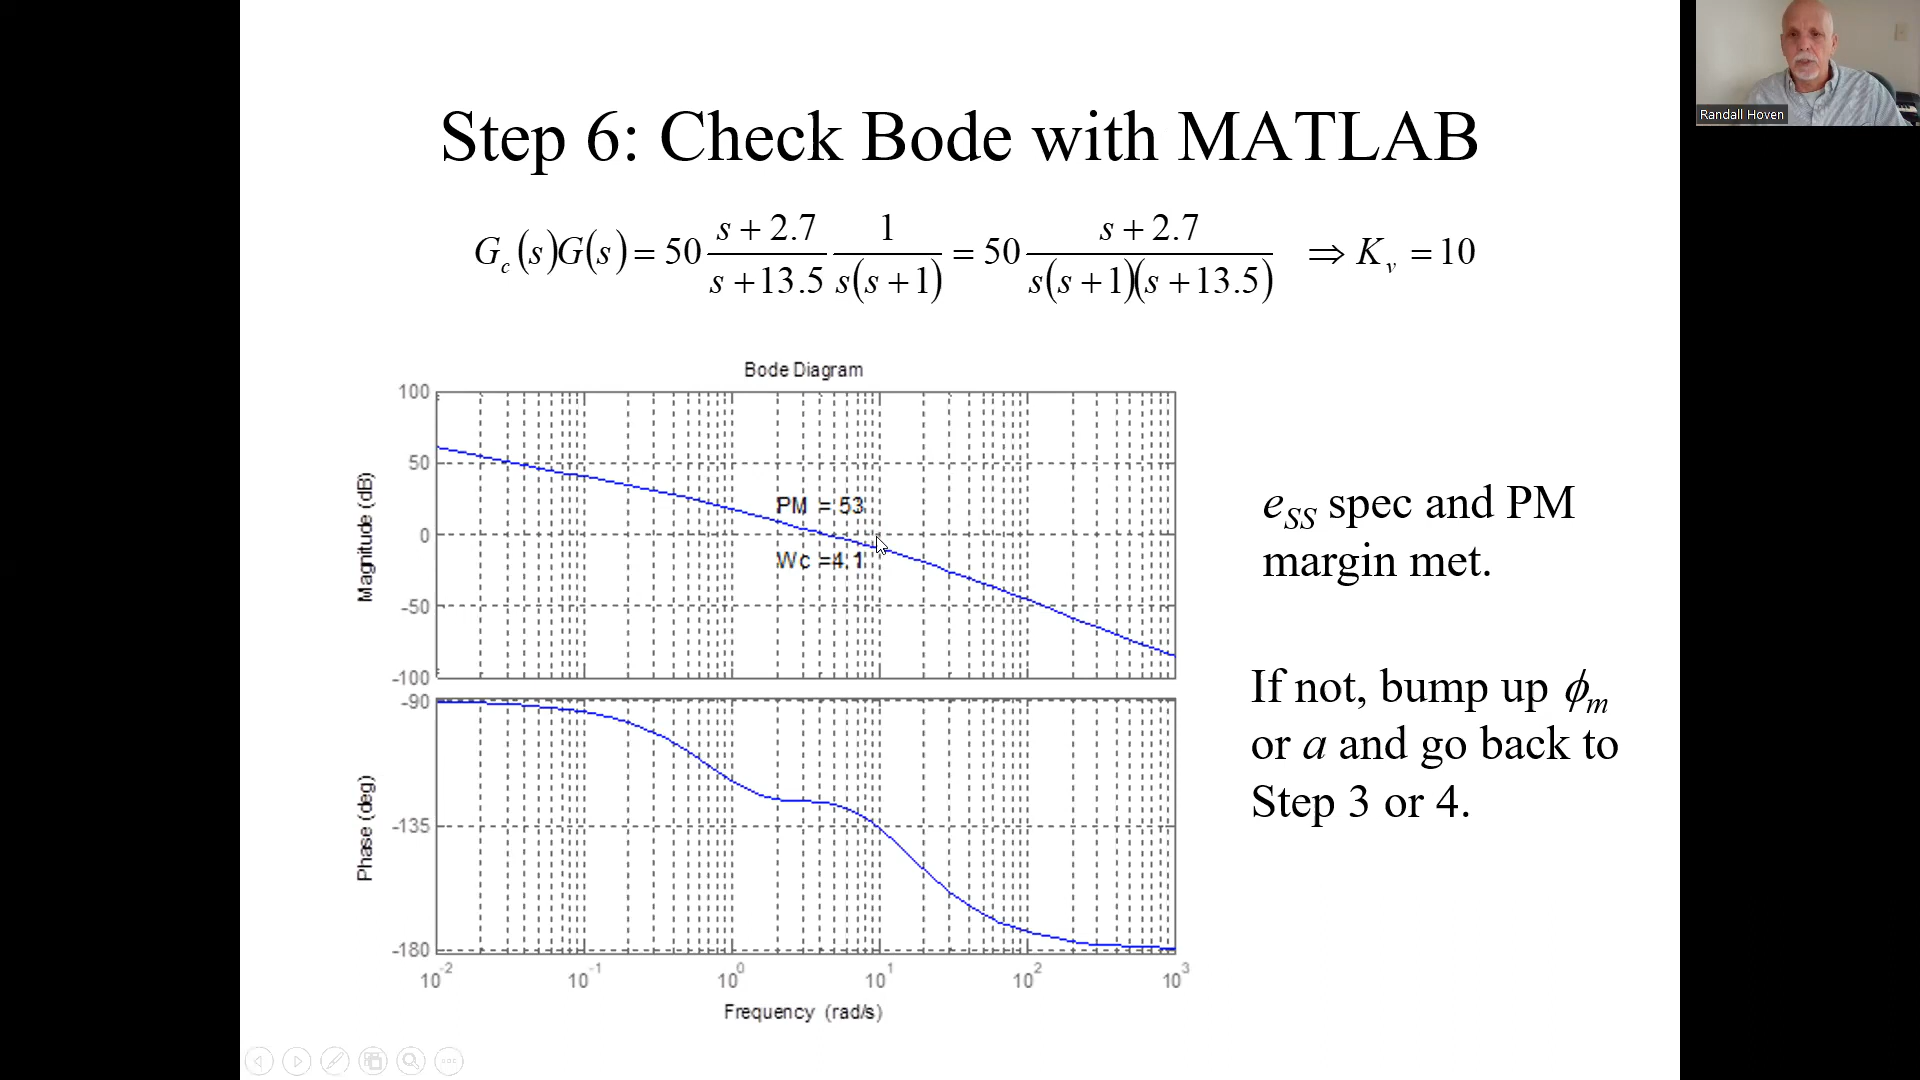 Step 6: Check Bode with MATLAB
G_c(s)G(s) = 50 \frac{s + 2.7}{s + 13.5} \frac{1}{s(s + 1)} = 50 \frac{s + 2.7}{s(s + 1)(s + 13.5)} ⇒ K_v = 10
Randall Hoven
Bode Diagram
Magnitude (dB)
100
50
0
-50
-100
PM = 53
Wc =4.1
Phase (deg)
-90
-135
-180
10^-2 10^-1 10^0 10^1 10^2 10^3
Frequency (rad/s)
e_SS spec and PM
margin met.
If not, bump up ϕ_m
or a and go back to
Step 3 or 4.